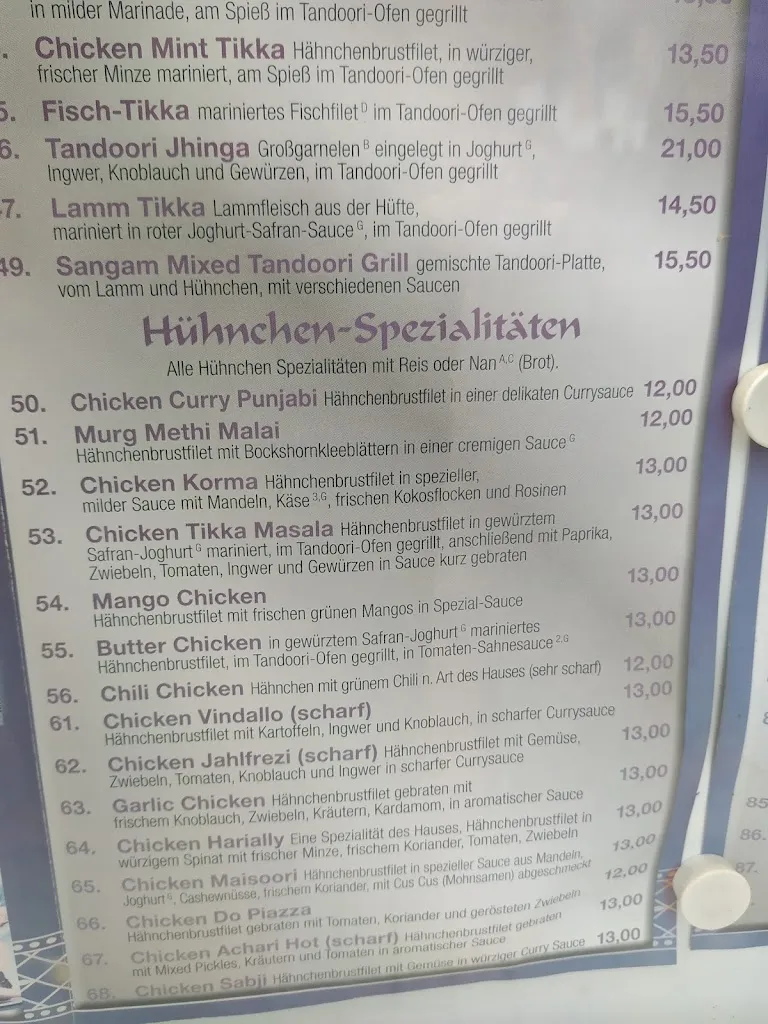 in milder Marinade, am Spieß im Tandoori-Ofen gegrillt
. Chicken Mint Tikka Hähnchenbrustfilet, in würziger, 13,50
frischer Minze mariniert, am Spieß im Tandoori-Ofen gegrillt
5. Fisch-Tikka mariniertes Fischfilet D im Tandoori-Ofen gegrillt 15,50
6. Tandoori Jhinga Großgarnelen B eingelegt in Joghurt G, 21,00
Ingwer, Knoblauch und Gewürzen, im Tandoori-Ofen gegrillt
7. Lamm Tikka Lammfleisch aus der Hüfte, 14,50
mariniert in roter Joghurt-Safran-Sauce G, im Tandoori-Ofen gegrillt
49. Sangam Mixed Tandoori Grill gemischte Tandoori-Platte, 15,50
vom Lamm und Hühnchen, mit verschiedenen Saucen
Hühnchen-Spezialitäten
Alle Hühnchen Spezialitäten mit Reis oder Nan A,C (Brot).
50. Chicken Curry Punjabi Hähnchenbrustfilet in einer delikaten Currysauce 12,00
51. Murg Methi Malai 12,00
Hähnchenbrustfilet mit Bockshornkleeblättern in einer cremigen Sauce G
52. Chicken Korma Hähnchenbrustfilet in spezieller, 13,00
milder Sauce mit Mandeln, Käse 3,G, frischen Kokosflocken und Rosinen
53. Chicken Tikka Masala Hähnchenbrustfilet in gewürztem 13,00
Safran-Joghurt G mariniert, im Tandoori-Ofen gegrillt, anschließend mit Paprika,
Zwiebeln, Tomaten, Ingwer und Gewürzen in Sauce kurz gebraten
54. Mango Chicken 13,00
Hähnchenbrustfilet mit frischen grünen Mangos in Spezial-Sauce
55. Butter Chicken in gewürztem Safran-Joghurt G mariniertes 13,00
Hähnchenbrustfilet, im Tandoori-Ofen gegrillt, in Tomaten-Sahnesauce 2,G
56. Chili Chicken Hähnchen mit grünem Chili n. Art des Hauses (sehr scharf) 12,00
61. Chicken Vindallo (scharf) 13,00
Hähnchenbrustfilet mit Kartoffeln, Ingwer und Knoblauch, in scharfer Currysauce
62. Chicken Jahlfrezi (scharf) Hähnchenbrustfilet mit Gemüse, 13,00
Zwiebeln, Tomaten, Knoblauch und Ingwer in scharfer Currysauce
63. Garlic Chicken Hähnchenbrustfilet gebraten mit 13,00
frischem Knoblauch, Zwiebeln, Kräutern, Kardamom, in aromatischer Sauce
64. Chicken Harially Eine Spezialität des Hauses, Hähnchenbrustfilet in 13,00
würzigem Spinat mit frischer Minze, frischem Koriander, Tomaten, Zwiebeln
65. Chicken Maisoori Hähnchenbrustfilet in spezieller Sauce aus Mandeln, 13,00
Joghurt G, Cashewnüsse, frischem Koriander, mit Cus Cus (Mohnsamen) abgeschmeckt
66. Chicken Do Piazza 12,00
Hähnchenbrustfilet gebraten mit Tomaten, Koriander und gerösteten Zwiebeln
67. Chicken Achari Hot (scharf) Hähnchenbrustfilet gebraten 13,00
mit Mixed Pickles, Kräutern und Tomaten in aromatischer Sauce
68. Chicken Sabji Hähnchenbrustfilet mit Gemüse in würziger Curry Sauce 13,00
85
86.
87.